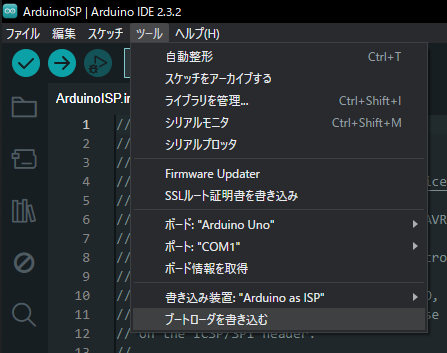 ArduinoISP | Arduino IDE 2.3.2
ファイル 編集 スケッチ ツール ヘルプ(H)
自動整形 Ctrl+T
スケッチをアーカイブする
ライブラリを管理... Ctrl+Shift+I
シリアルモニタ Ctrl+Shift+M
シリアルプロッタ
Firmware Updater
SSLルート証明書を書き込み
ボード: "Arduino Uno"
ポート: "COM1"
ボード情報を取得
書き込み装置: "Arduino as ISP"
ブートローダを書き込む
ArduinoISP.in
1 //
2 //
3 //
4 //
5 //
6 //
7 //
8 //
9 //
10 //
11 //
12 // on the ICSP/SPI header.